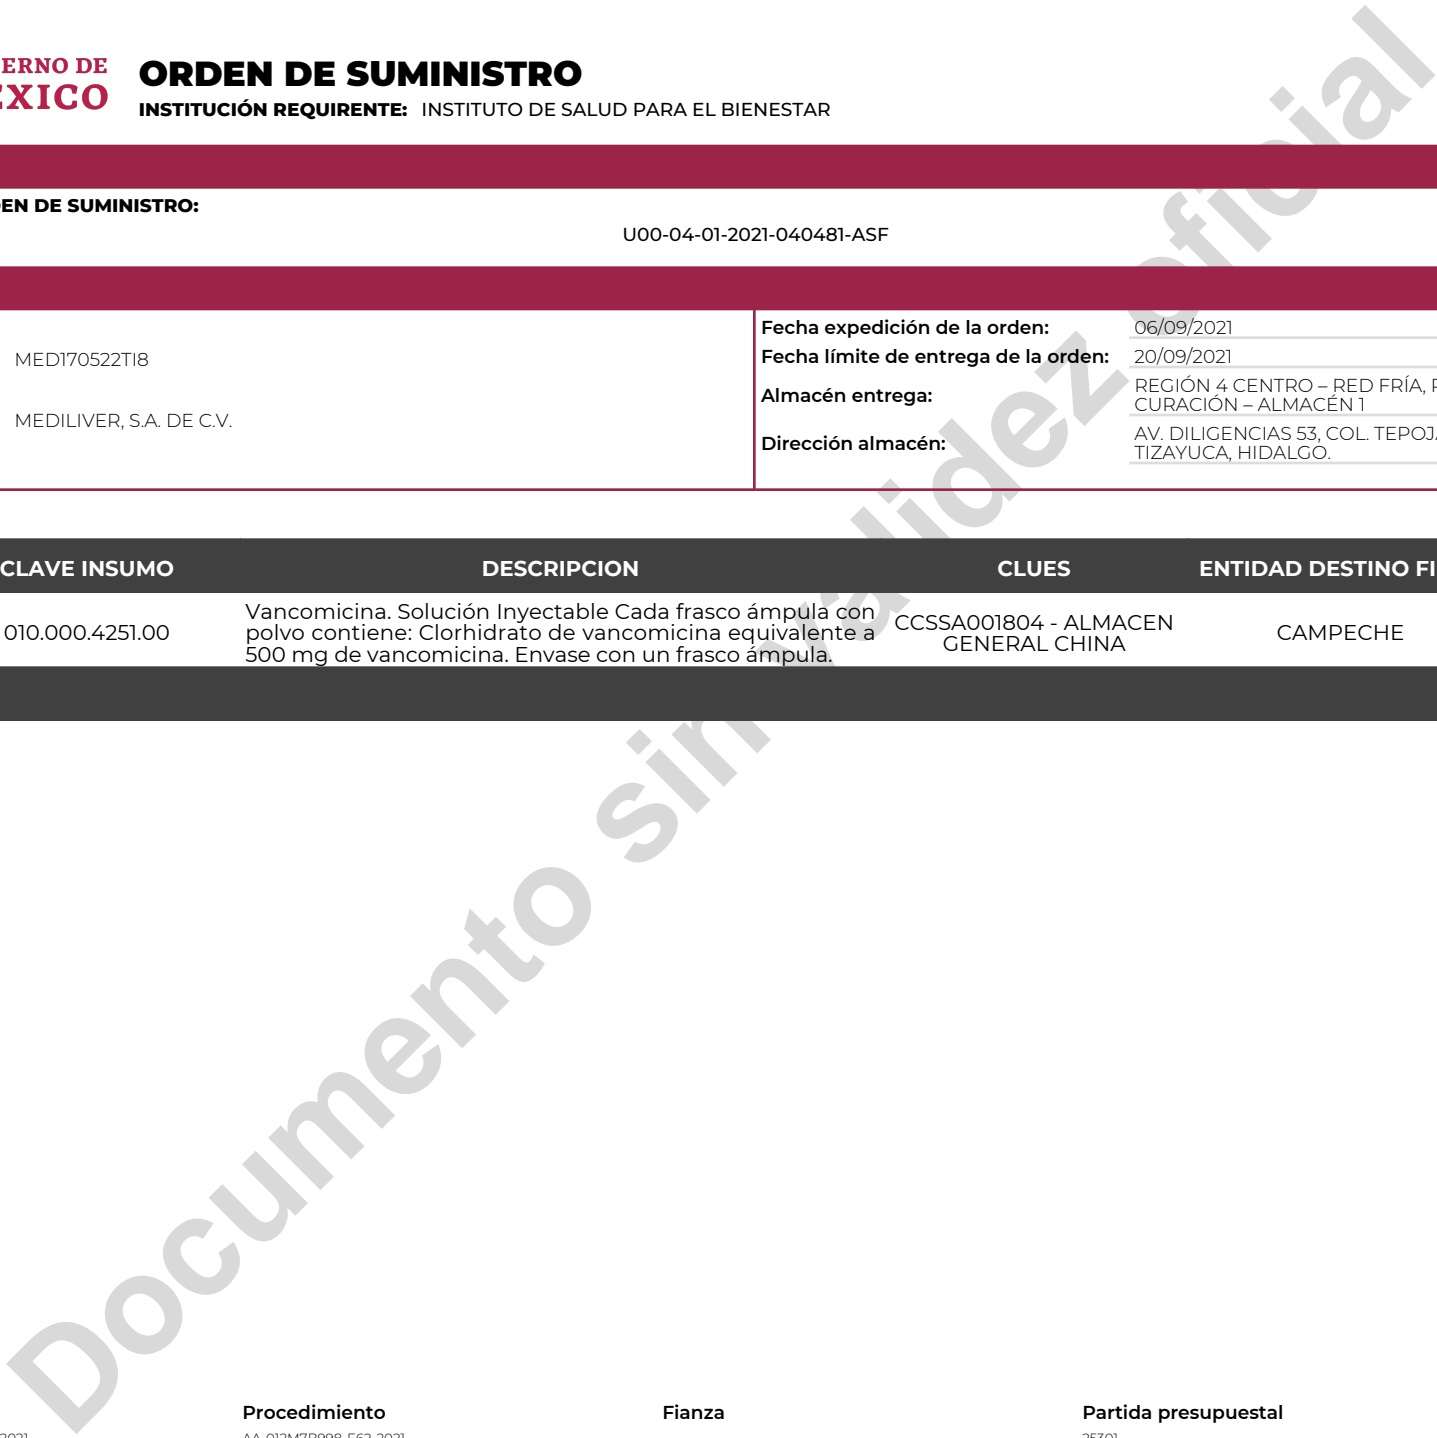 ERNO DE
ÉXICO
ORDEN DE SUMINISTRO
INSTITUCIÓN REQUIRENTE: INSTITUTO DE SALUD PARA EL BIENESTAR
EN DE SUMINISTRO:
U00-04-01-2021-040481-ASF
MED170522TI8
MEDILIVER, S.A. DE C.V.
Fecha expedición de la orden: 06/09/2021
Fecha límite de entrega de la orden: 20/09/2021
Almacén entrega: REGIÓN 4 CENTRO – RED FRÍA,
CURACIÓN – ALMACÉN 1
Dirección almacén: AV. DILIGENCIAS 53, COL. TEPOJA
TIZAYUCA, HIDALGO.
CLAVE INSUMO DESCRIPCION CLUES ENTIDAD DESTINO FI
010.000.4251.00
Vancomicina. Solución Inyectable Cada frasco ámpula con
polvo contiene: Clorhidrato de vancomicina equivalente a
500 mg de vancomicina. Envase con un frasco ámpula.
CCSSA001804 - ALMACEN
GENERAL CHINA
CAMPECHE
Documento sin validez oficial
Procedimiento Fianza Partida presupuestal